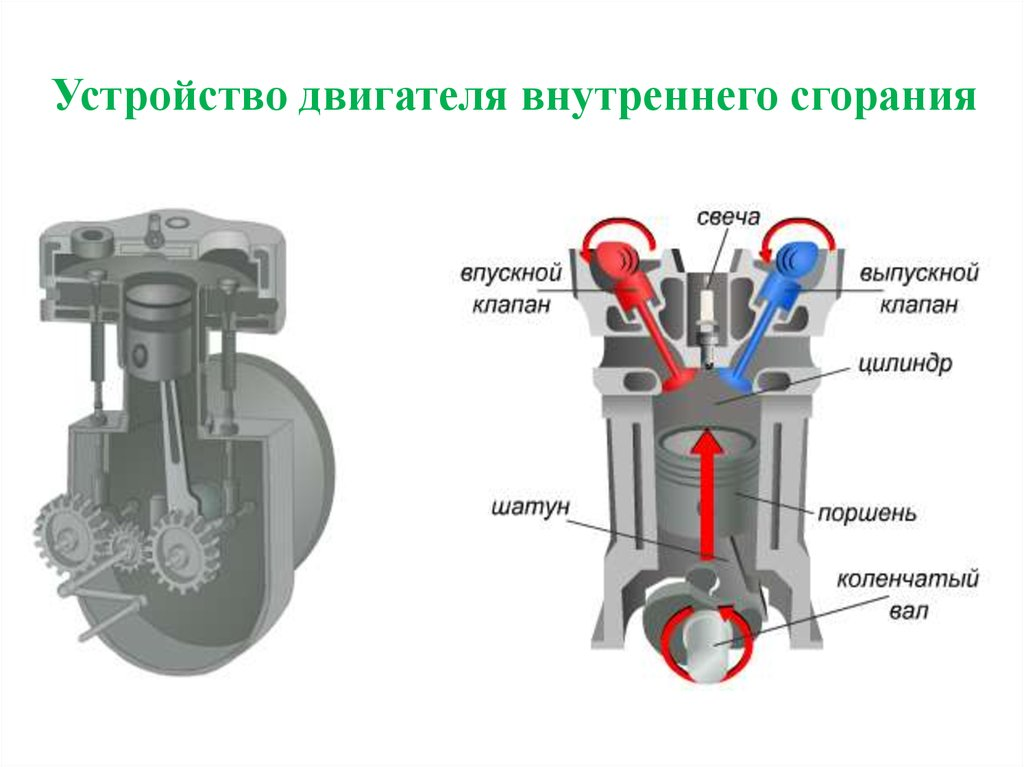 Устройство двигателя внутреннего сгорания
свеча
впускной
клапан
выпускной
клапан
цилиндр
шатун
поршень
коленчатый
вал